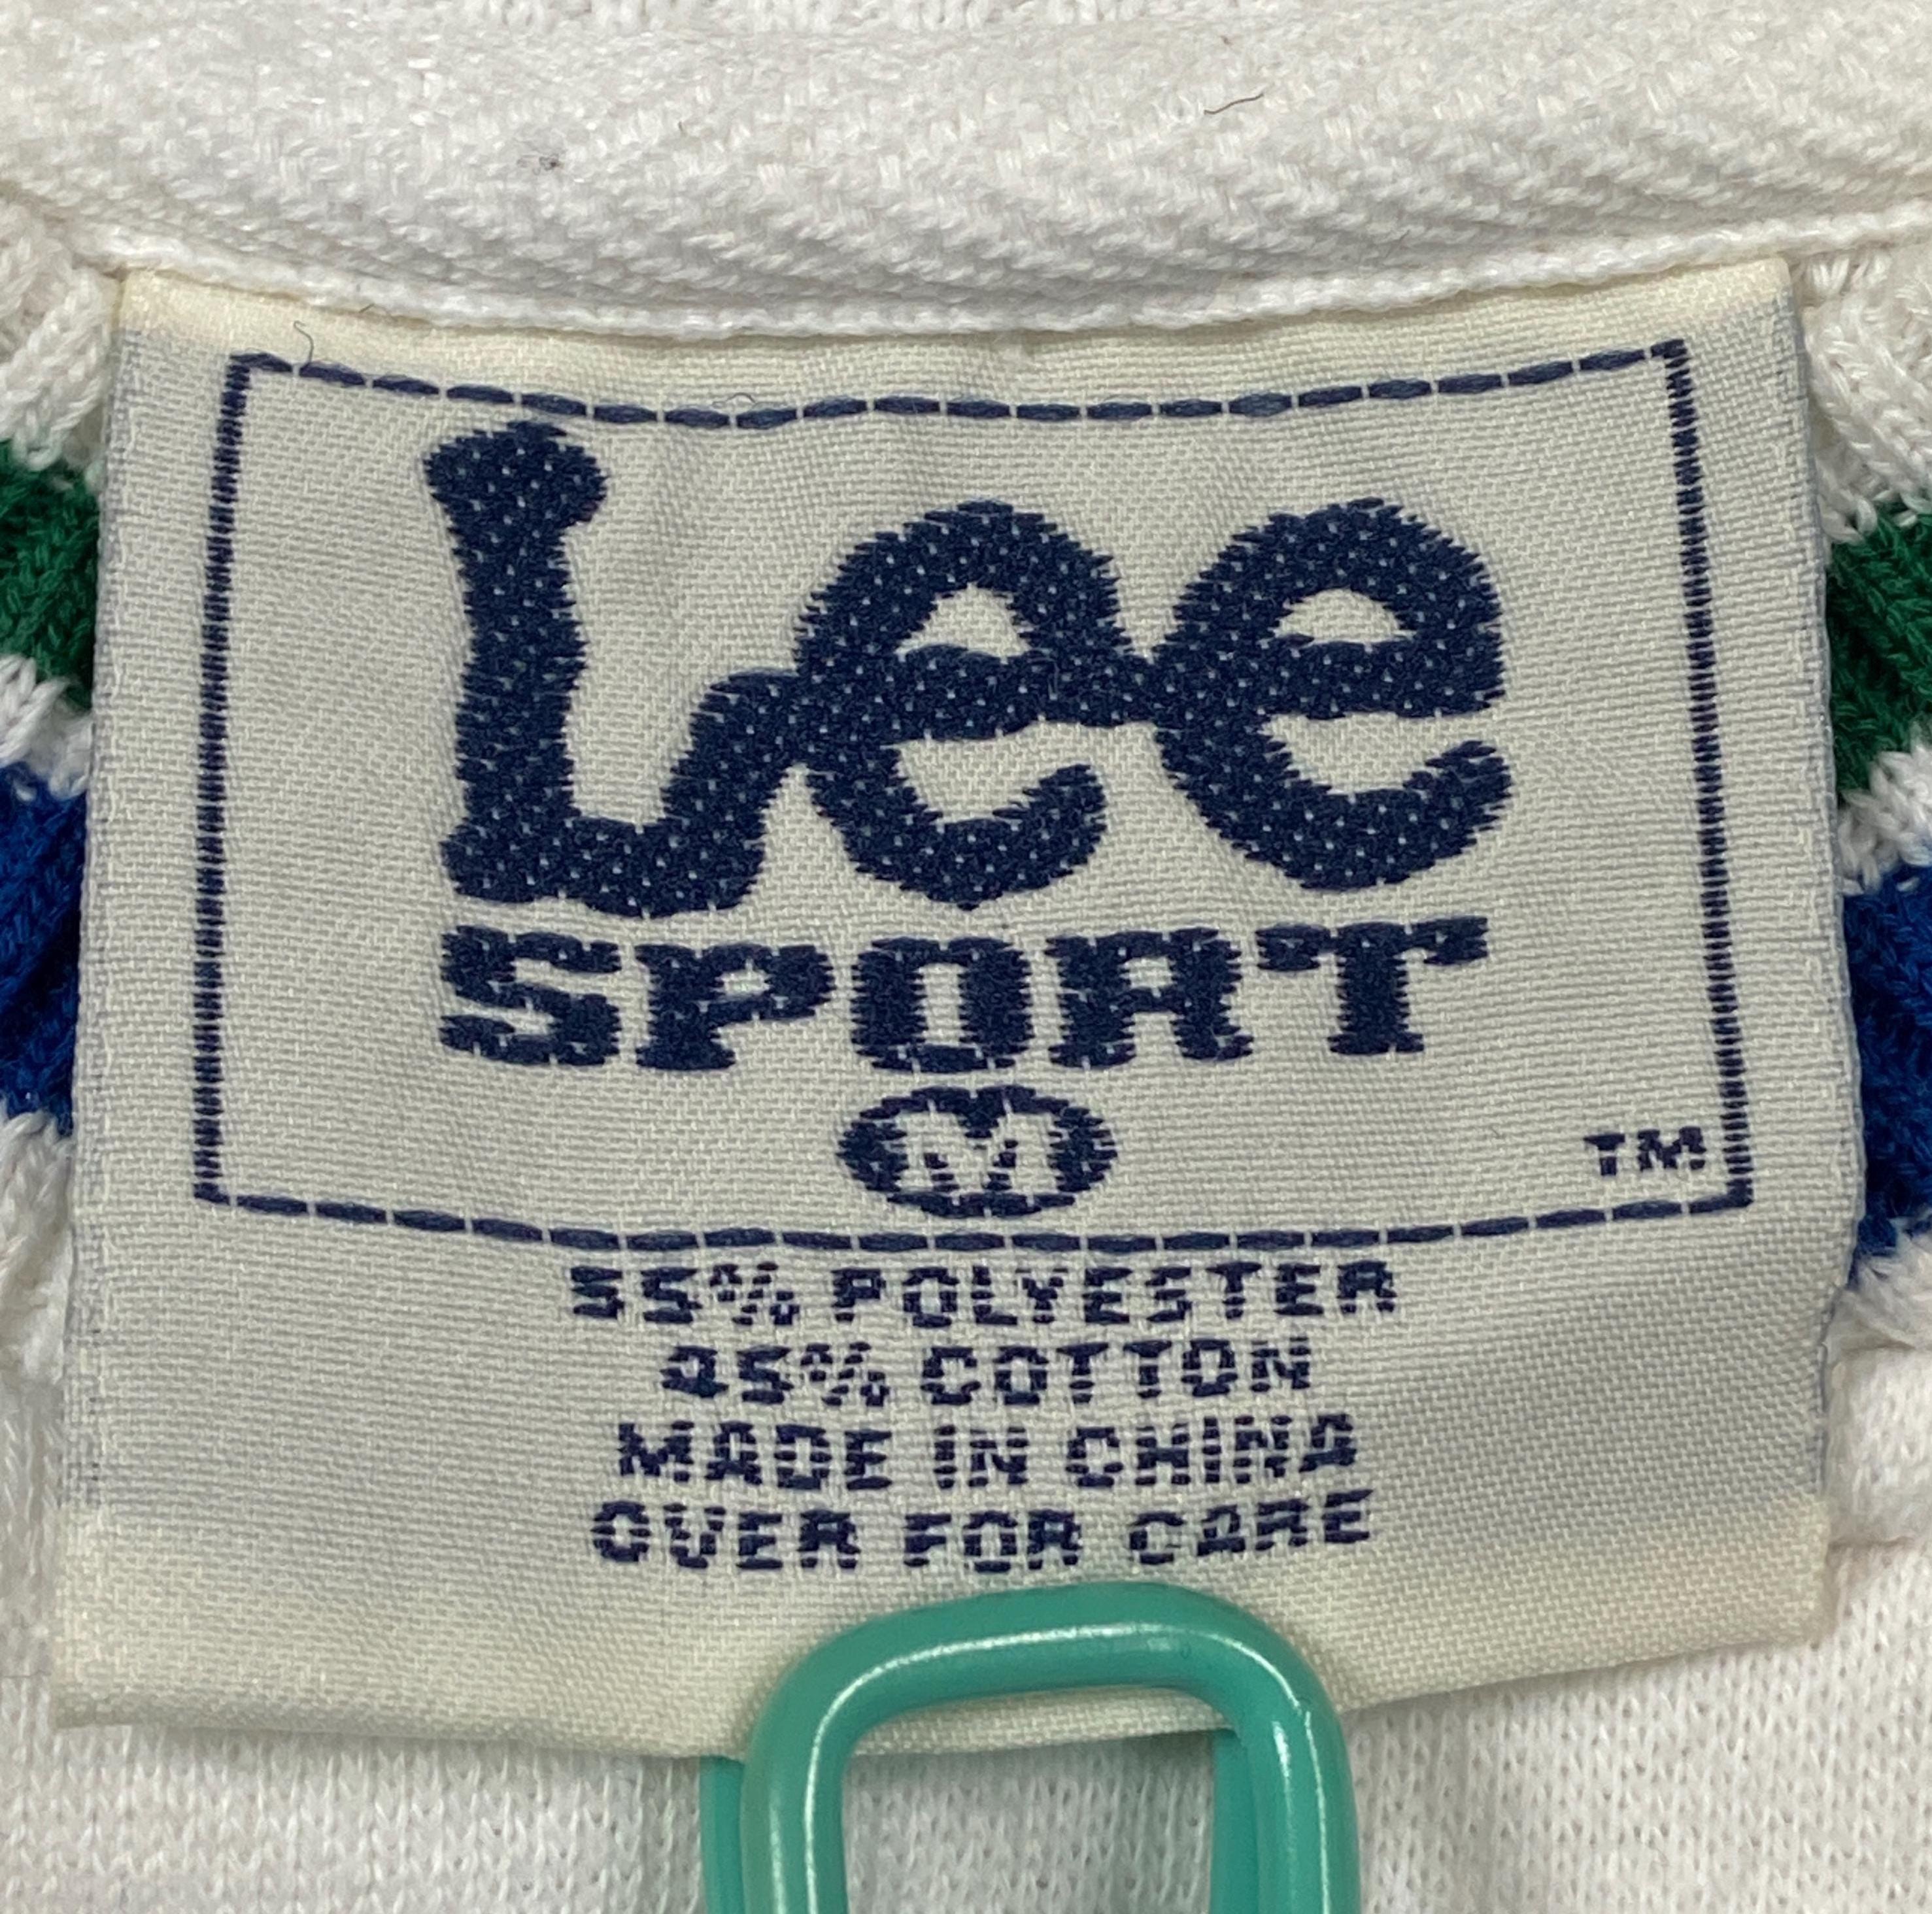 Lee
SPORT
M
TM
55% POLYESTER
45% COTTON
MADE IN CHINA
OVER FOR CARE